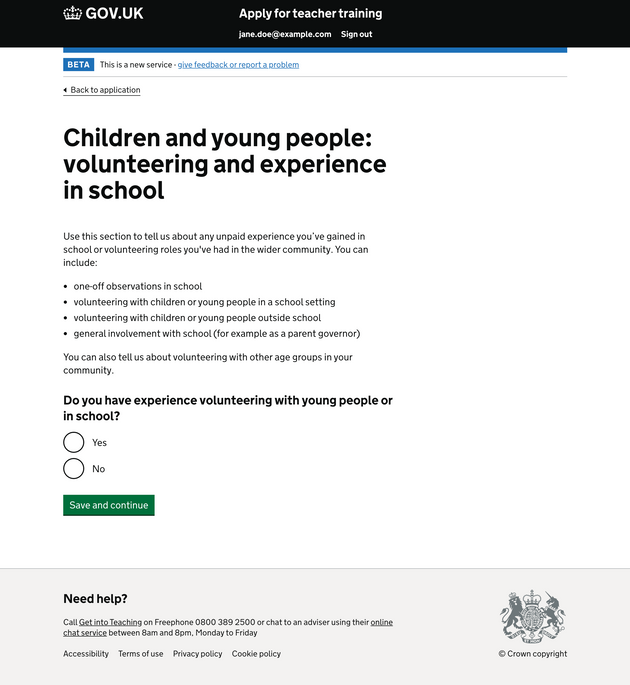 GOV.UK
Apply for teacher training
jane.doe@example.com Sign out
BETA This is a new service - give feedback or report a problem
Back to application
Children and young people:
volunteering and experience
in school
Use this section to tell us about any unpaid experience you’ve gained in
school or volunteering roles you've had in the wider community. You can
include:
• one-off observations in school
• volunteering with children or young people in a school setting
• volunteering with children or young people outside school
• general involvement with school (for example as a parent governor)
You can also tell us about volunteering with other age groups in your
community.
Do you have experience volunteering with young people or
in school?
Yes
No
Save and continue
Need help?
Call Get into Teaching on Freephone 0800 389 2500 or chat to an adviser using their online
chat service between 8am and 8pm, Monday to Friday
Accessibility Terms of use Privacy policy Cookie policy
© Crown copyright